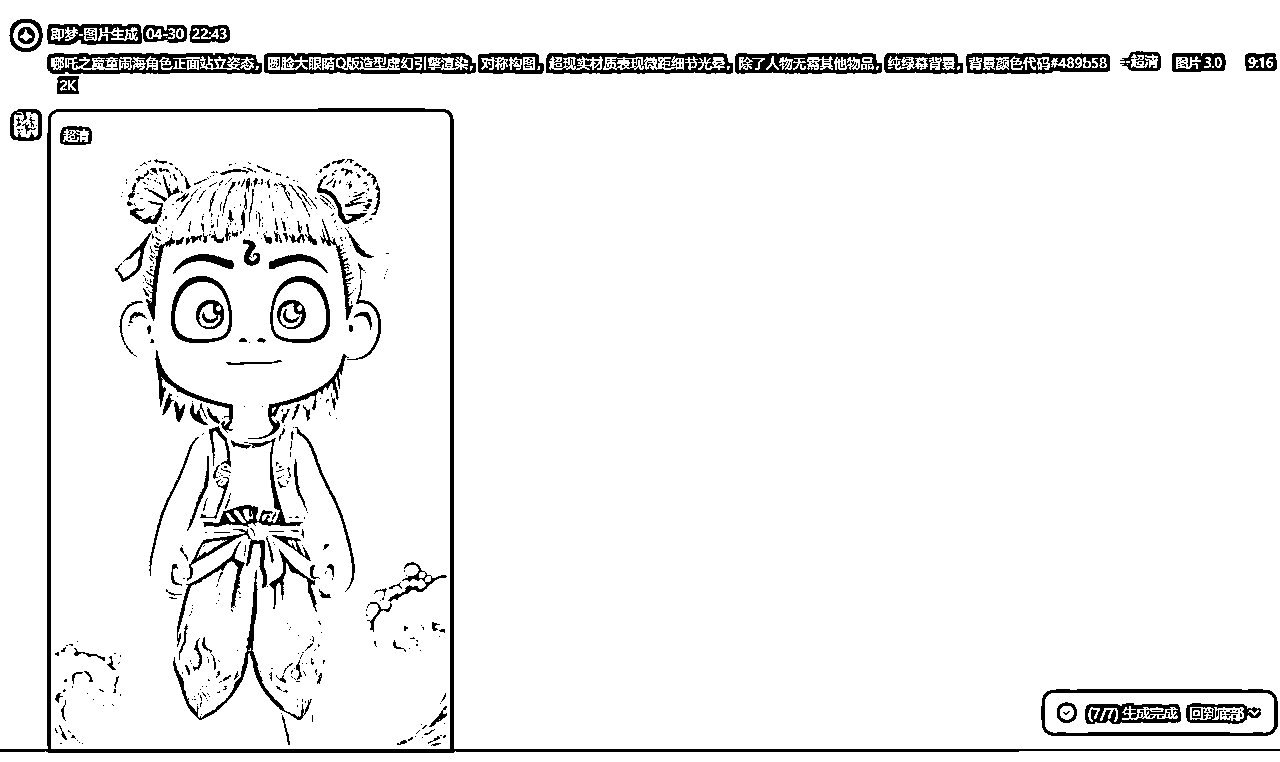 即梦-图片生成 04-30 22:43
哪吒之魔童闹海角色正面站立姿态，圆脸大眼睛Q版造型虚幻引擎渲染，对称构图，超现实材质表现微距细节光晕，除了人物无需其他物品，纯绿幕背景，背景颜色代码#489b58 超清 图片 3.0 9:16
2K
超清
(7/7) 生成完成 回到底部